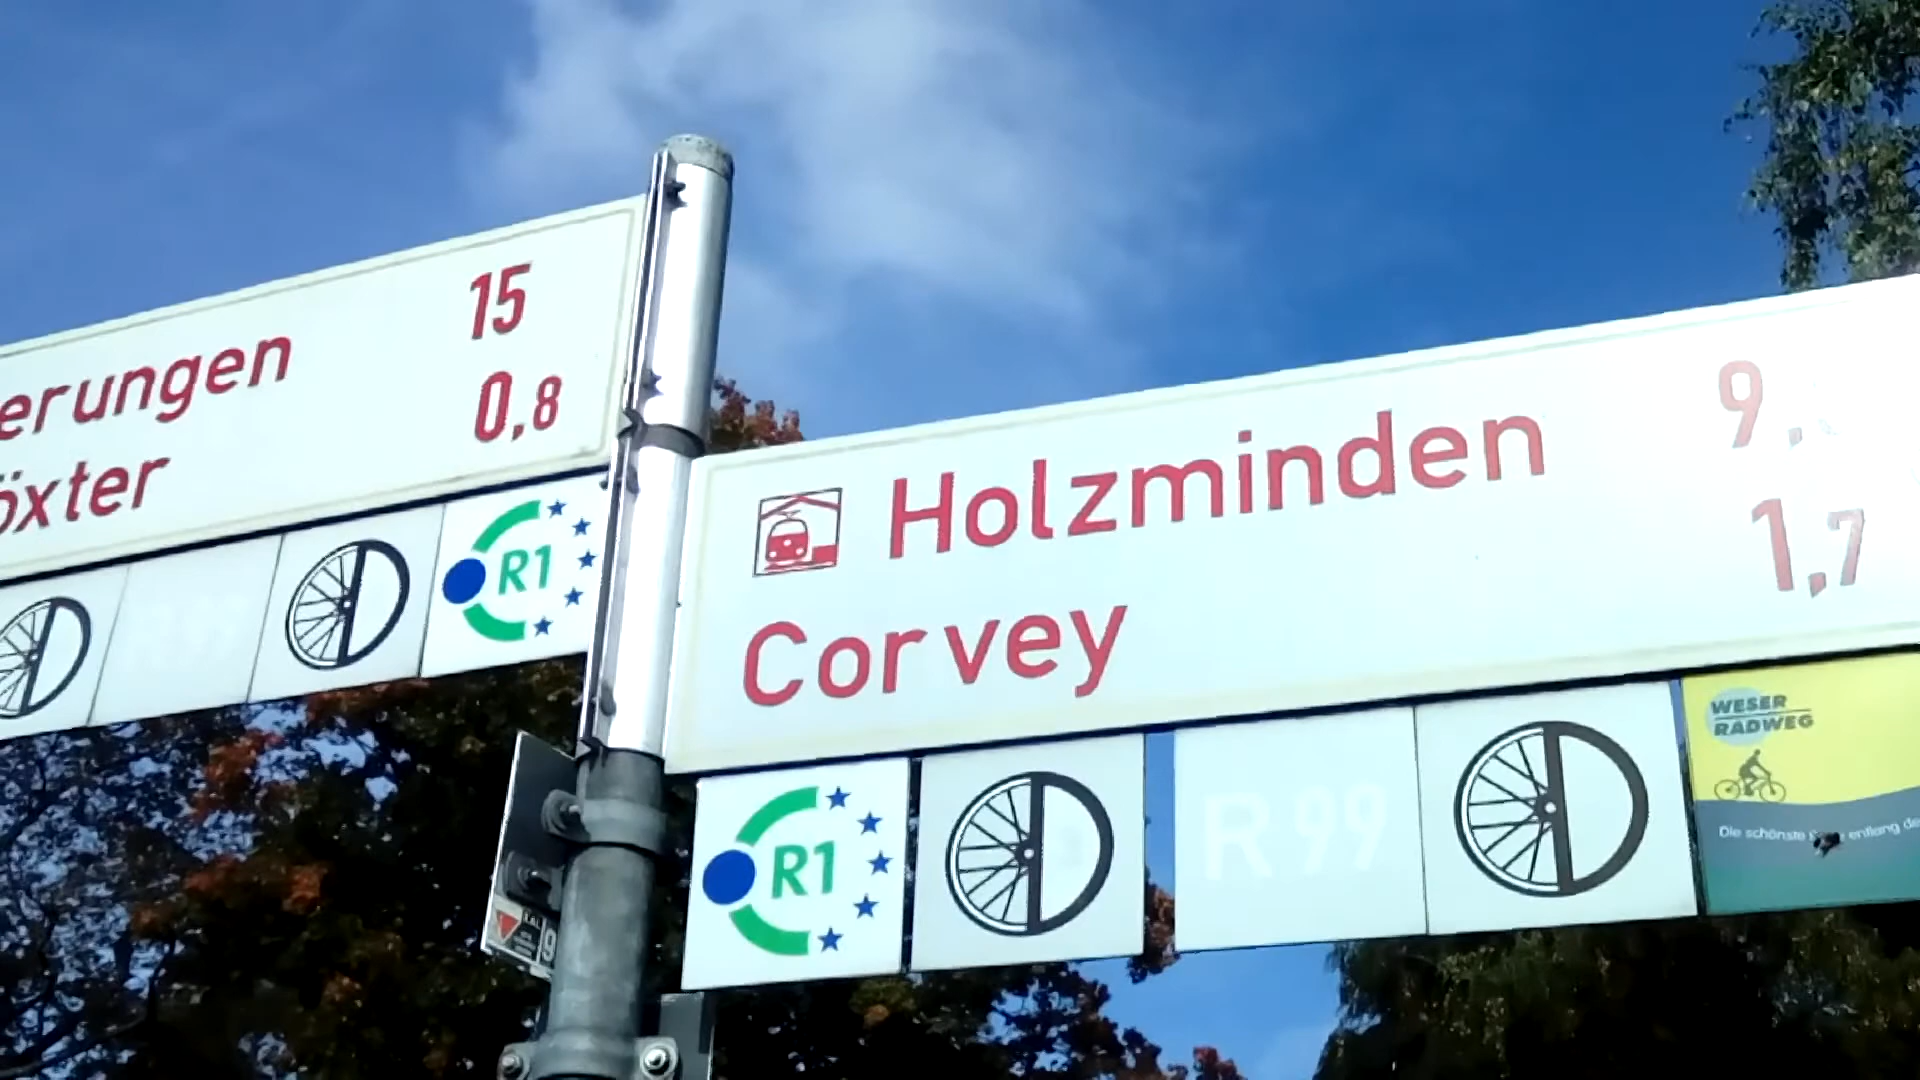 erungen 15
öxter 0,8
R1
Holzminden 9,
Corvey 1,7
R1
R99
WESER
RADWEG
Die schönste entlang